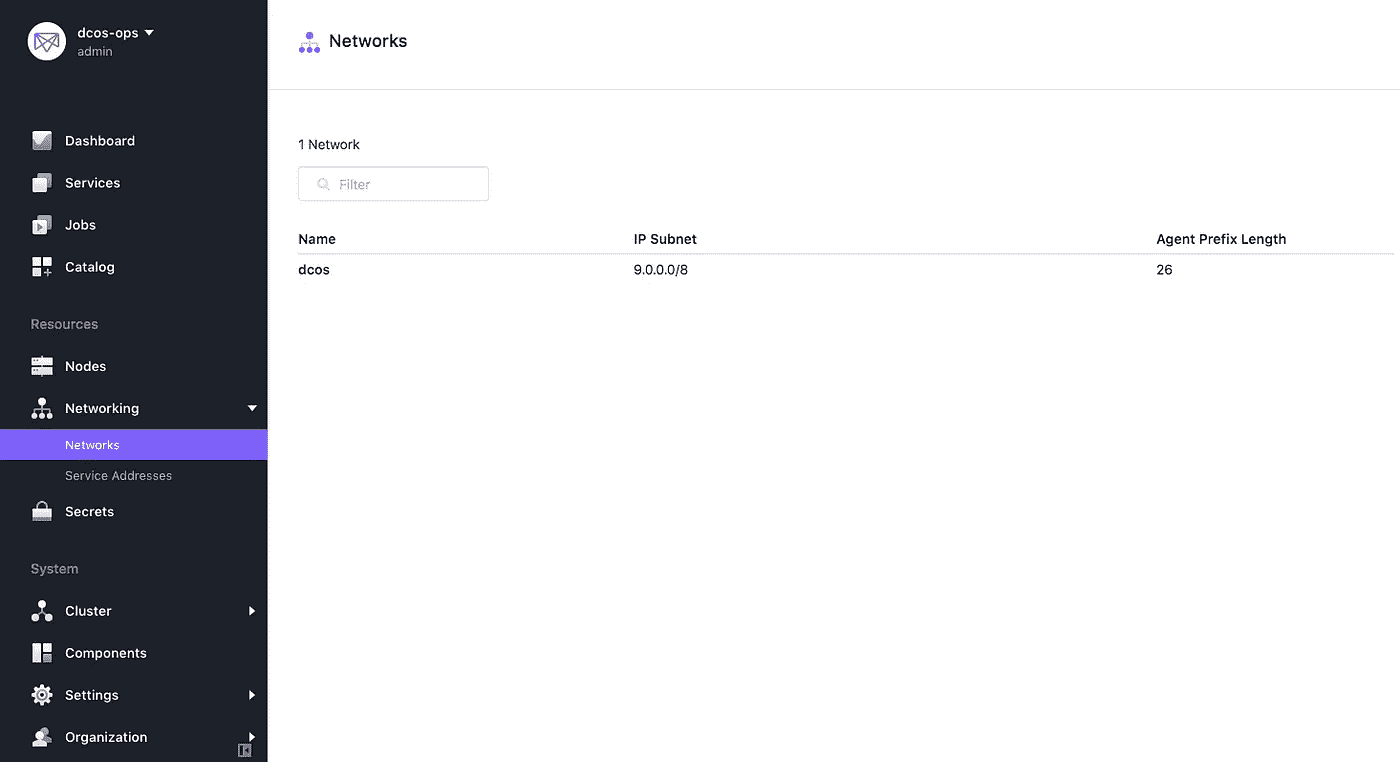 dcos-ops
admin
Dashboard
Services
Jobs
Catalog
Resources
Nodes
Networking
Networks
Service Addresses
Secrets
System
Cluster
Components
Settings
Organization
Networks
1 Network
Filter
Name IP Subnet Agent Prefix Length
dcos 9.0.0.0/8 26